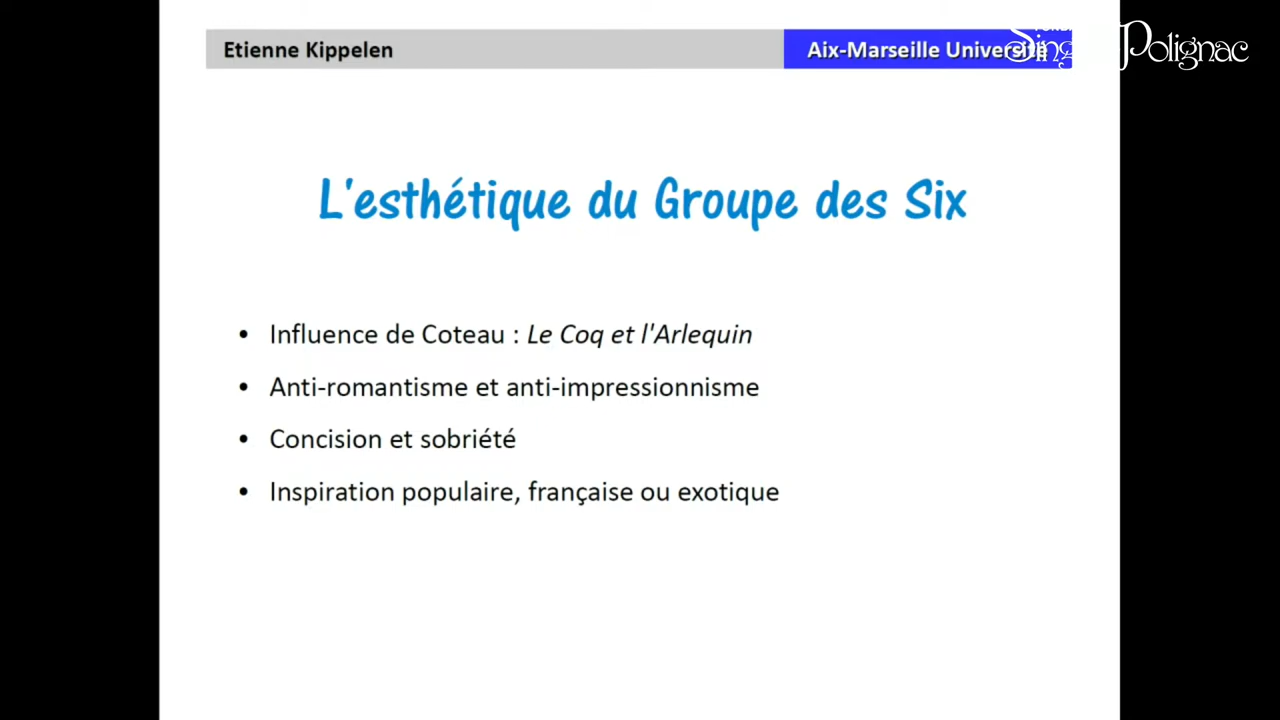 Etienne Kippelen
Aix-Marseille Université
Polignac
L'esthétique du Groupe des Six
• Influence de Coteau : Le Coq et l'Arlequin
• Anti-romantisme et anti-impressionnisme
• Concision et sobriété
• Inspiration populaire, française ou exotique